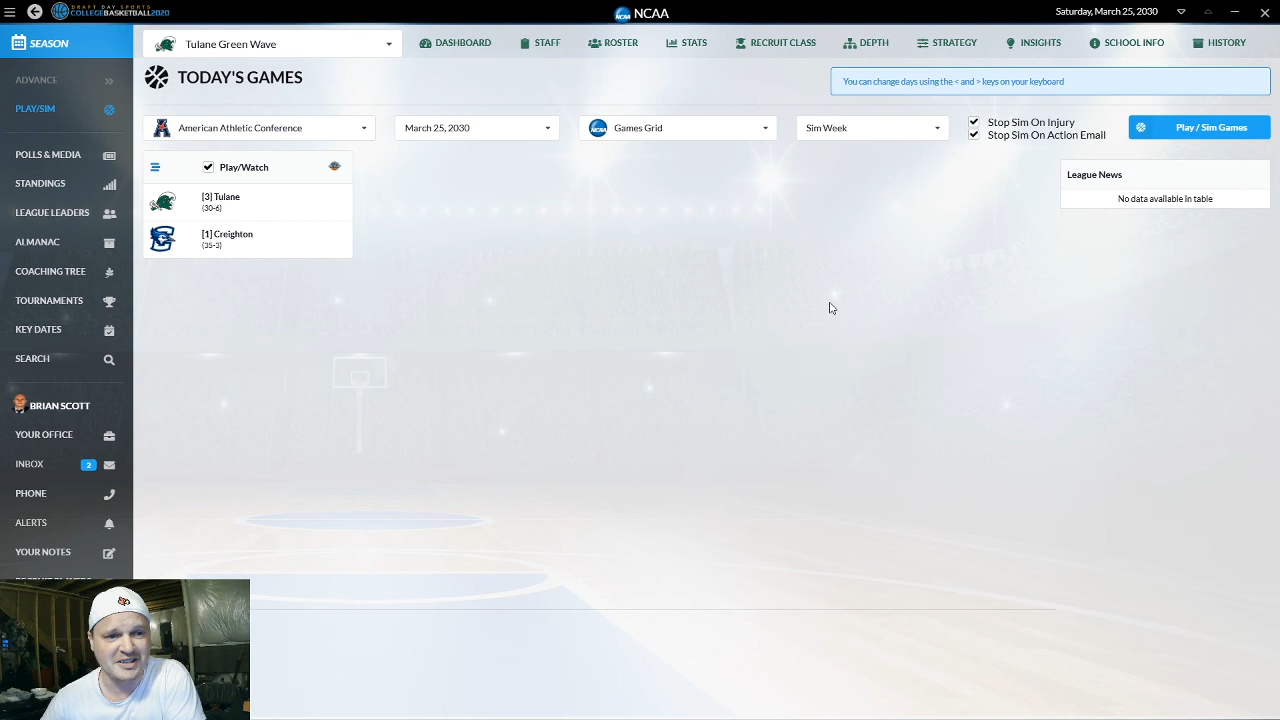 DRAFT DAY SPORTS
COLLEGE BASKETBALL 2020
NCAA
Saturday, March 25, 2030
SEASON
Tulane Green Wave
DASHBOARD
STAFF
ROSTER
STATS
RECRUIT CLASS
DEPTH
STRATEGY
INSIGHTS
SCHOOL INFO
HISTORY
ADVANCE
PLAY/SIM
POLLS & MEDIA
STANDINGS
LEAGUE LEADERS
ALMANAC
COACHING TREE
TOURNAMENTS
KEY DATES
SEARCH
BRIAN SCOTT
YOUR OFFICE
INBOX 2
PHONE
ALERTS
YOUR NOTES
TODAY'S GAMES
You can change days using the < and > keys on your keyboard
American Athletic Conference
March 25, 2030
Games Grid
Sim Week
Stop Sim On Injury
Stop Sim On Action Email
Play / Sim Games
Play/Watch
[3] Tulane
(30-6)
[1] Creighton
(35-3)
League News
No data available in table